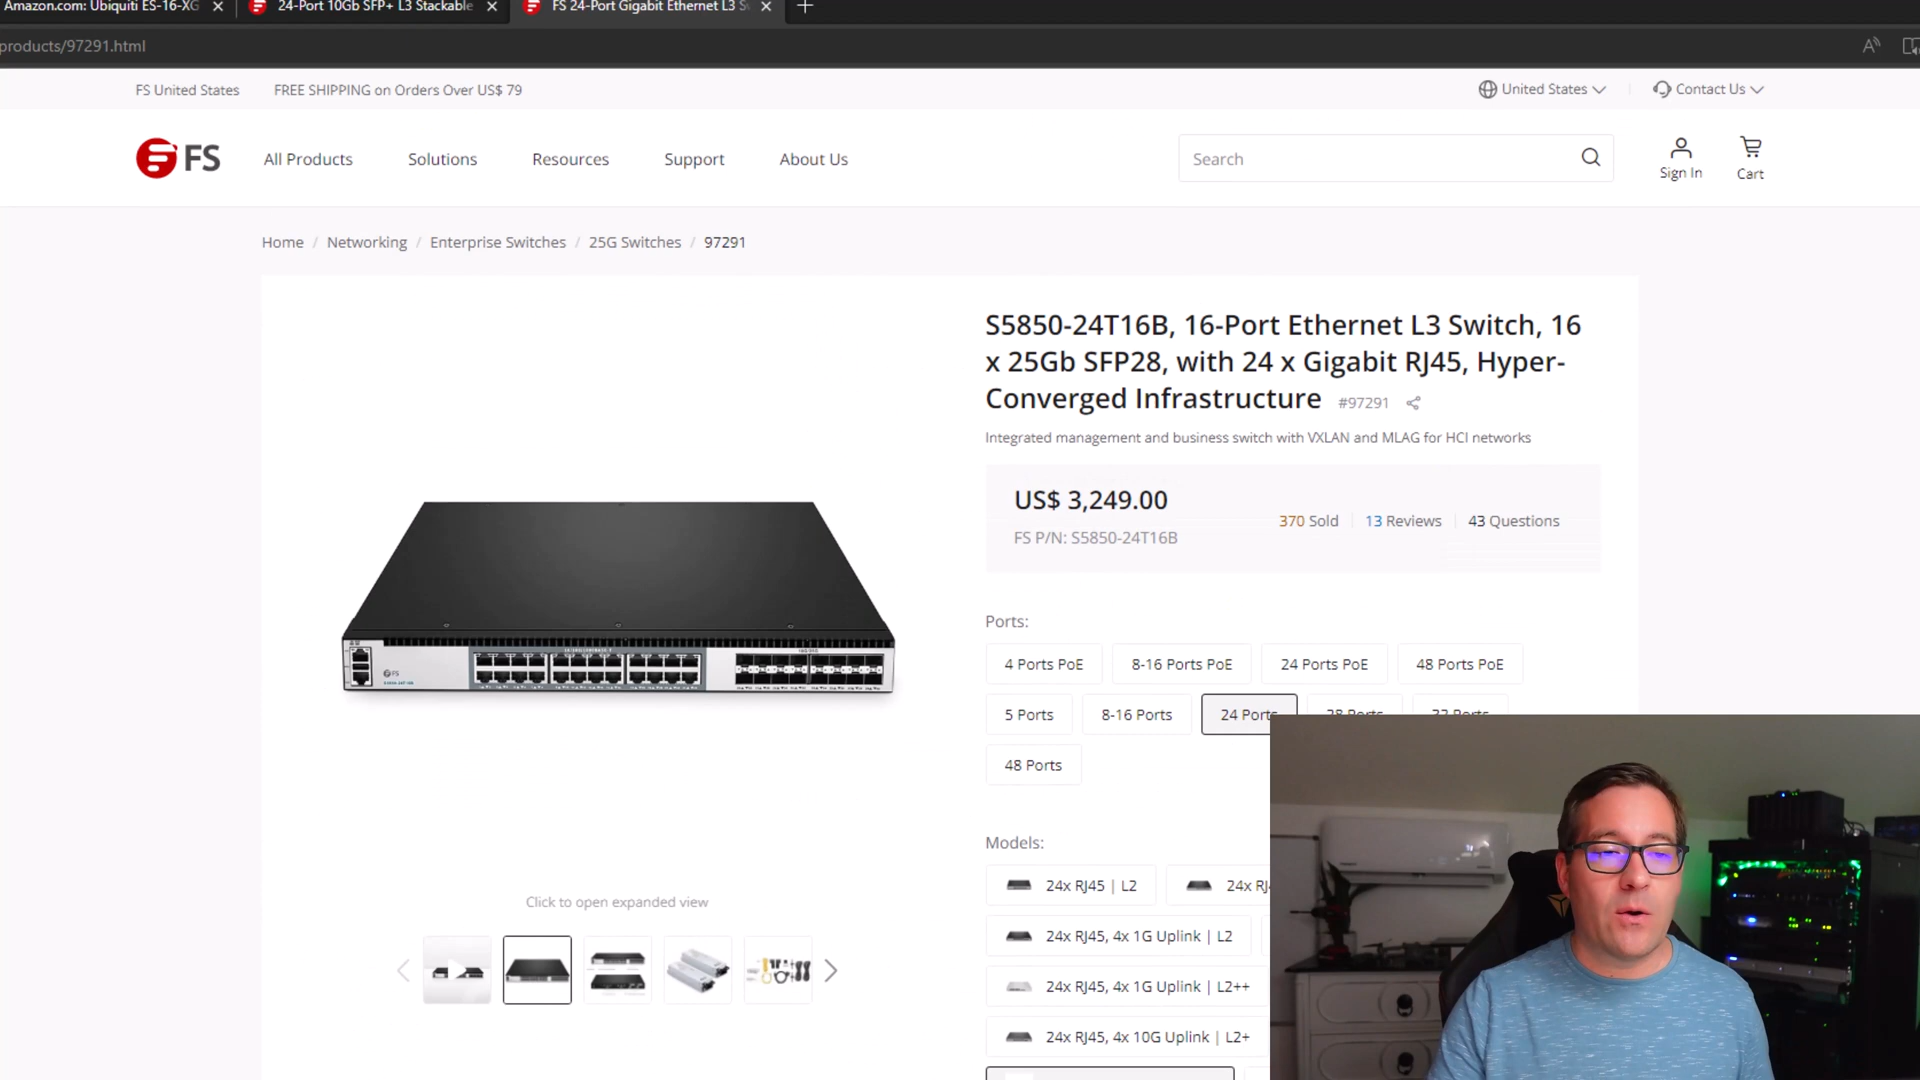 Amazon.com: Ubiquiti ES-16-XG
24-Port 10Gb SFP+ L3 Stackable
FS 24-Port Gigabit Ethernet L3
products/97291.html
FS United States
FREE SHIPPING on Orders Over US$ 79
United States
Contact Us
FS
All Products
Solutions
Resources
Support
About Us
Search
Sign In
Cart
Home / Networking / Enterprise Switches / 25G Switches / 97291
S5850-24T16B, 16-Port Ethernet L3 Switch, 16
x 25Gb SFP28, with 24 x Gigabit RJ45, Hyper-
Converged Infrastructure #97291
Integrated management and business switch with VXLAN and MLAG for HCI networks
US$ 3,249.00
370 Sold
13 Reviews
43 Questions
FS P/N: S5850-24T16B
Ports:
4 Ports PoE
8-16 Ports PoE
24 Ports PoE
48 Ports PoE
5 Ports
8-16 Ports
24 Ports
48 Ports
Models:
24x RJ45 | L2
24x RJ
24x RJ45, 4x 1G Uplink | L2
24x RJ45, 4x 1G Uplink | L2++
24x RJ45, 4x 10G Uplink | L2+
FS
Click to open expanded view